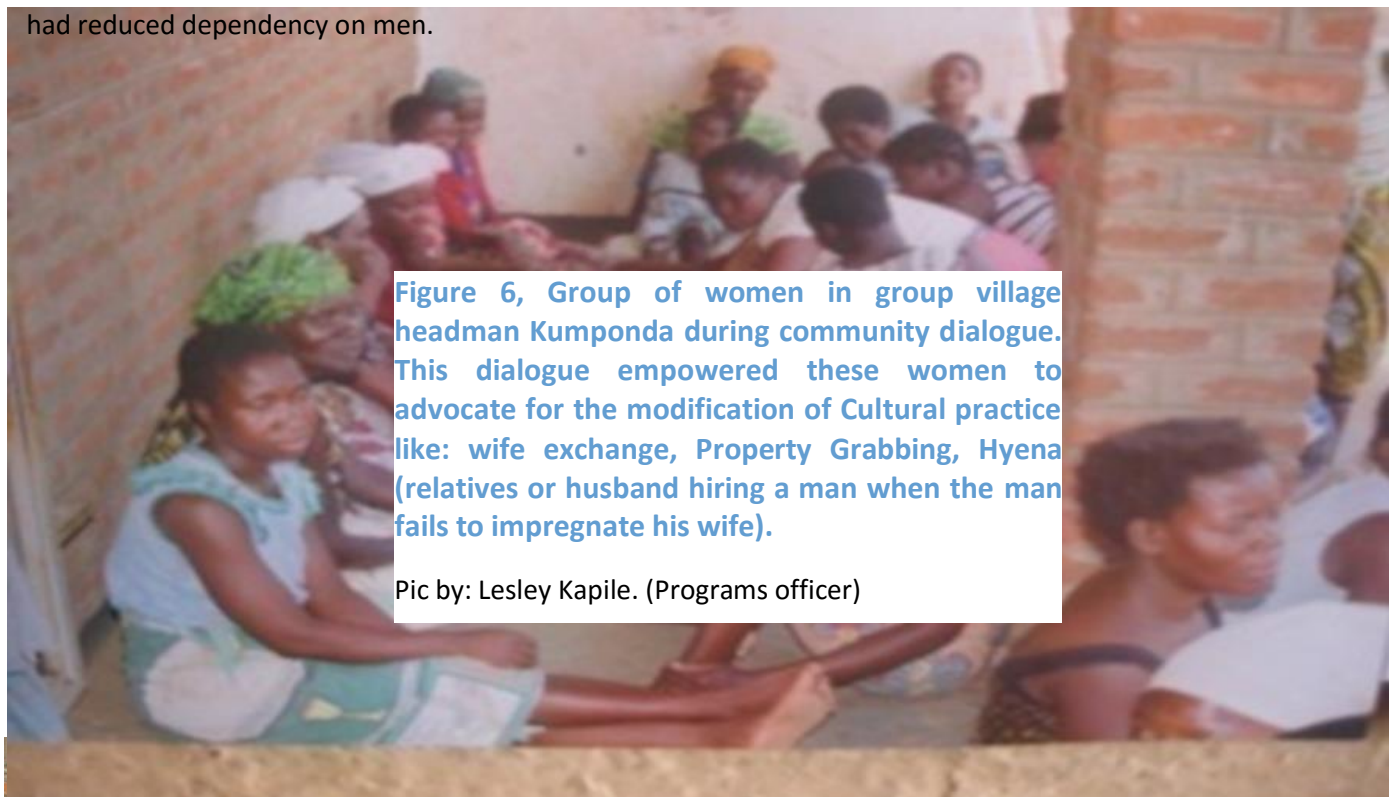 had reduced dependency on men.
Figure 6, Group of women in group village
headman Kumponda during community dialogue.
This dialogue empowered these women to
advocate for the modification of Cultural practice
like: wife exchange, Property Grabbing, Hyena
(relatives or husband hiring a man when the man
fails to impregnate his wife).
Pic by: Lesley Kapile. (Programs officer)